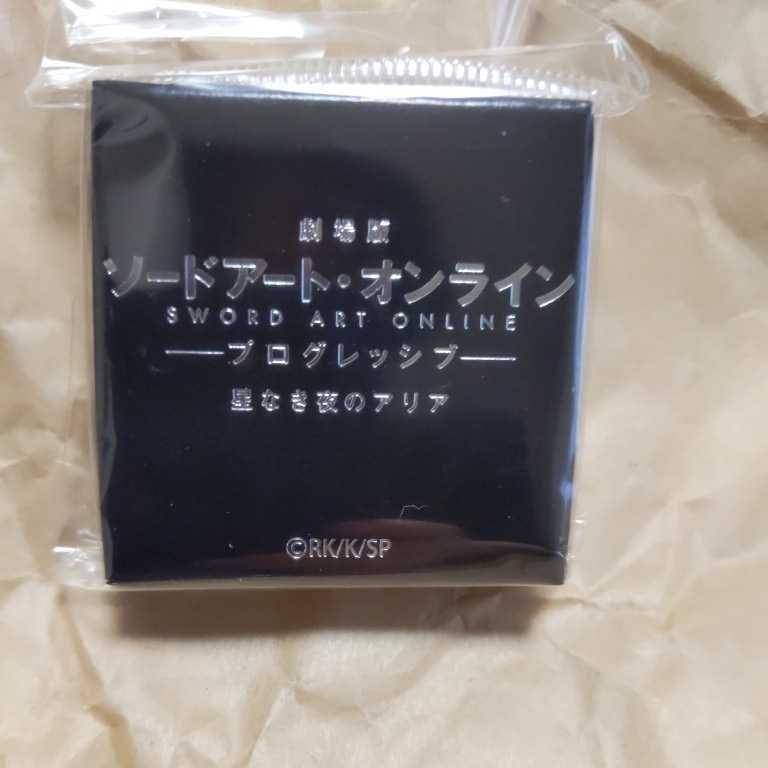 劇場版
ソードアート・オンライン
SWORD ART ONLINE
プログレッシブ
星なき夜のアリア
©RK/K/SP